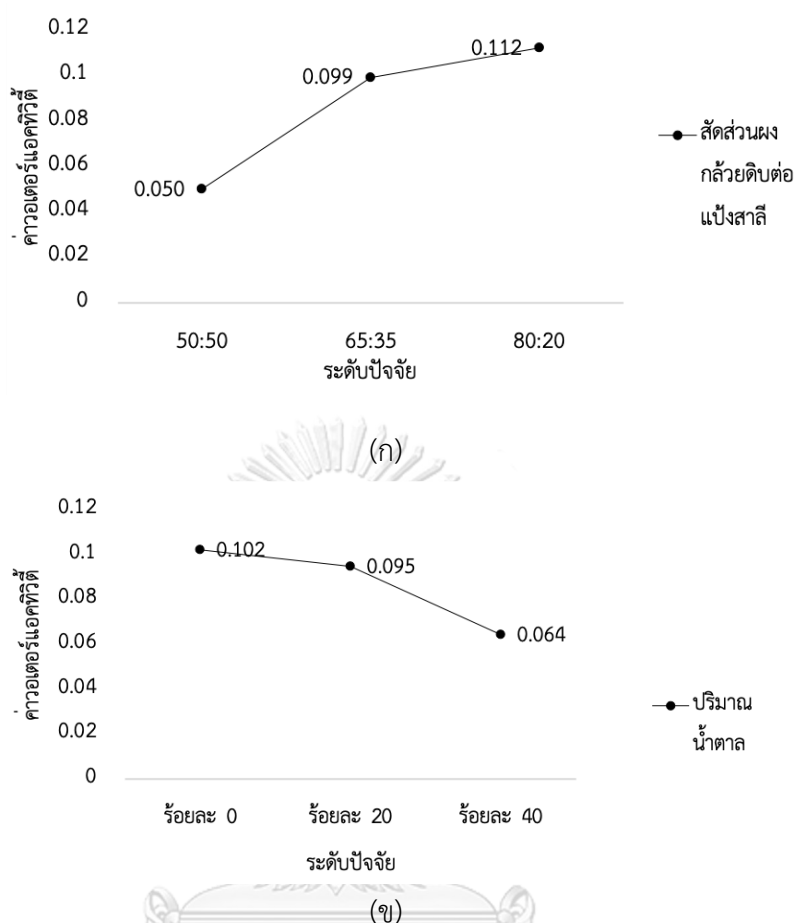 0.12
0.1
0.08
0.06
0.04
0.02
0
ค่าวอเตอร์แอคทิวิตี้
0.050
0.099
0.112
50:50
65:35
80:20
ระดับปัจจัย
สัดส่วนผง
กล้วยดิบต่อ
แป้งสาลี
(ก)
0.12
0.1
0.08
0.06
0.04
0.02
0
ค่าวอเตอร์แอคทิวิตี้
0.102
0.095
0.064
ร้อยละ 0
ร้อยละ 20
ร้อยละ 40
ระดับปัจจัย
ปริมาณ
น้ำตาล
(ข)